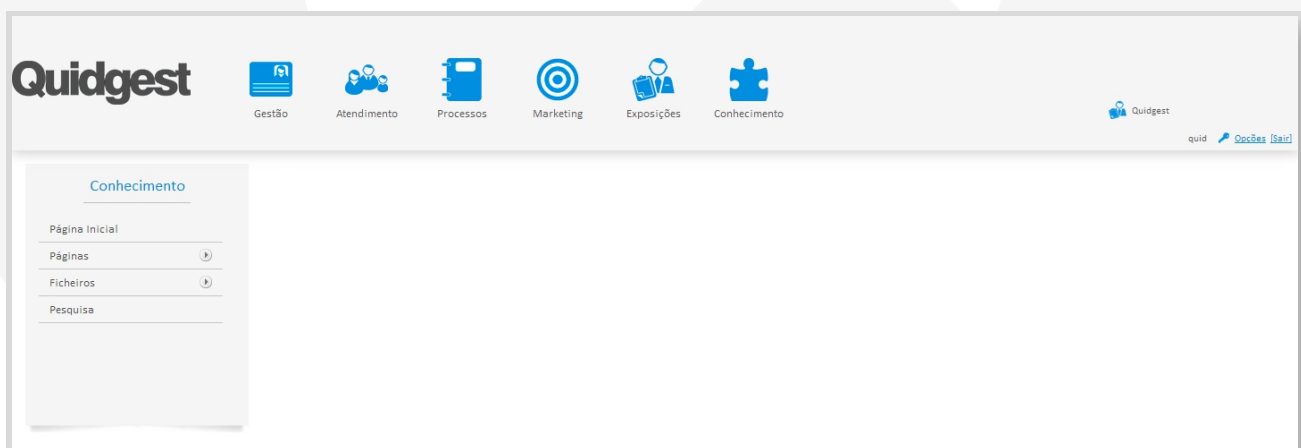 Quidgest
Gestão Atendimento Processos Marketing Exposições Conhecimento
Quidgest
quid Opções [Sair]
Conhecimento
Página Inicial
Páginas
Ficheiros
Pesquisa